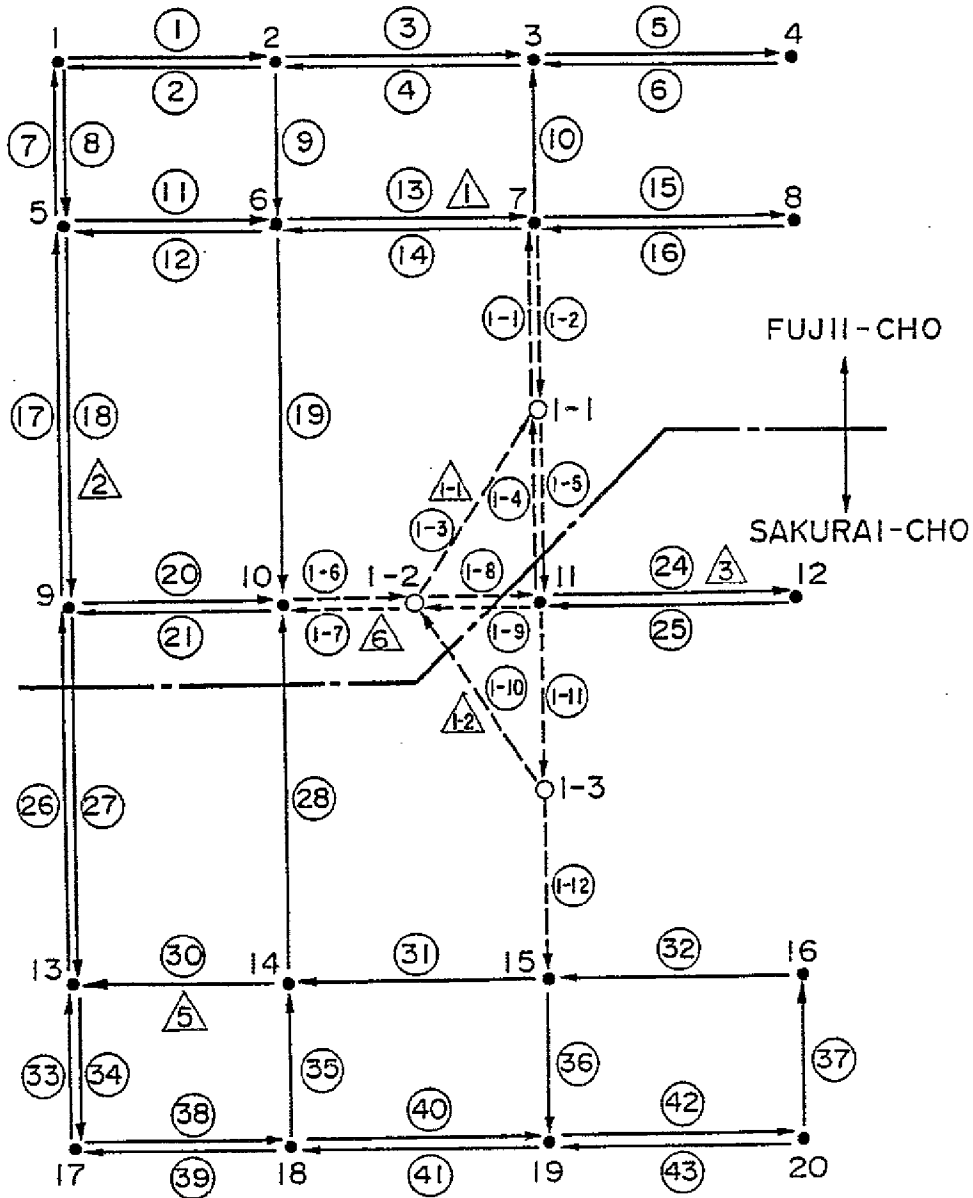 1 ① 2 ③ 3 ⑤ 4
② ④ ⑥
⑦ ⑧ ⑨ ⑩
⑪ ⑬ 1 ⑮
5 6 7 8
⑫ ⑭ ⑯
1-1 1-2
FUJII-CHO
⑰ ⑱ ⑲ 1-1
2 1-1 1-4 1-5
1-3
SAKURAI-CHO
9 20 10 1-6 1-2 1-8 11 24 3 12
21 1-7 6 1-9 25
1-10 1-11
1-2
26 27 28 1-3
1-12
13 30 14 31 15 32 16
5
33 34 35 36 37
38 40 42
17 39 18 41 19 43 20